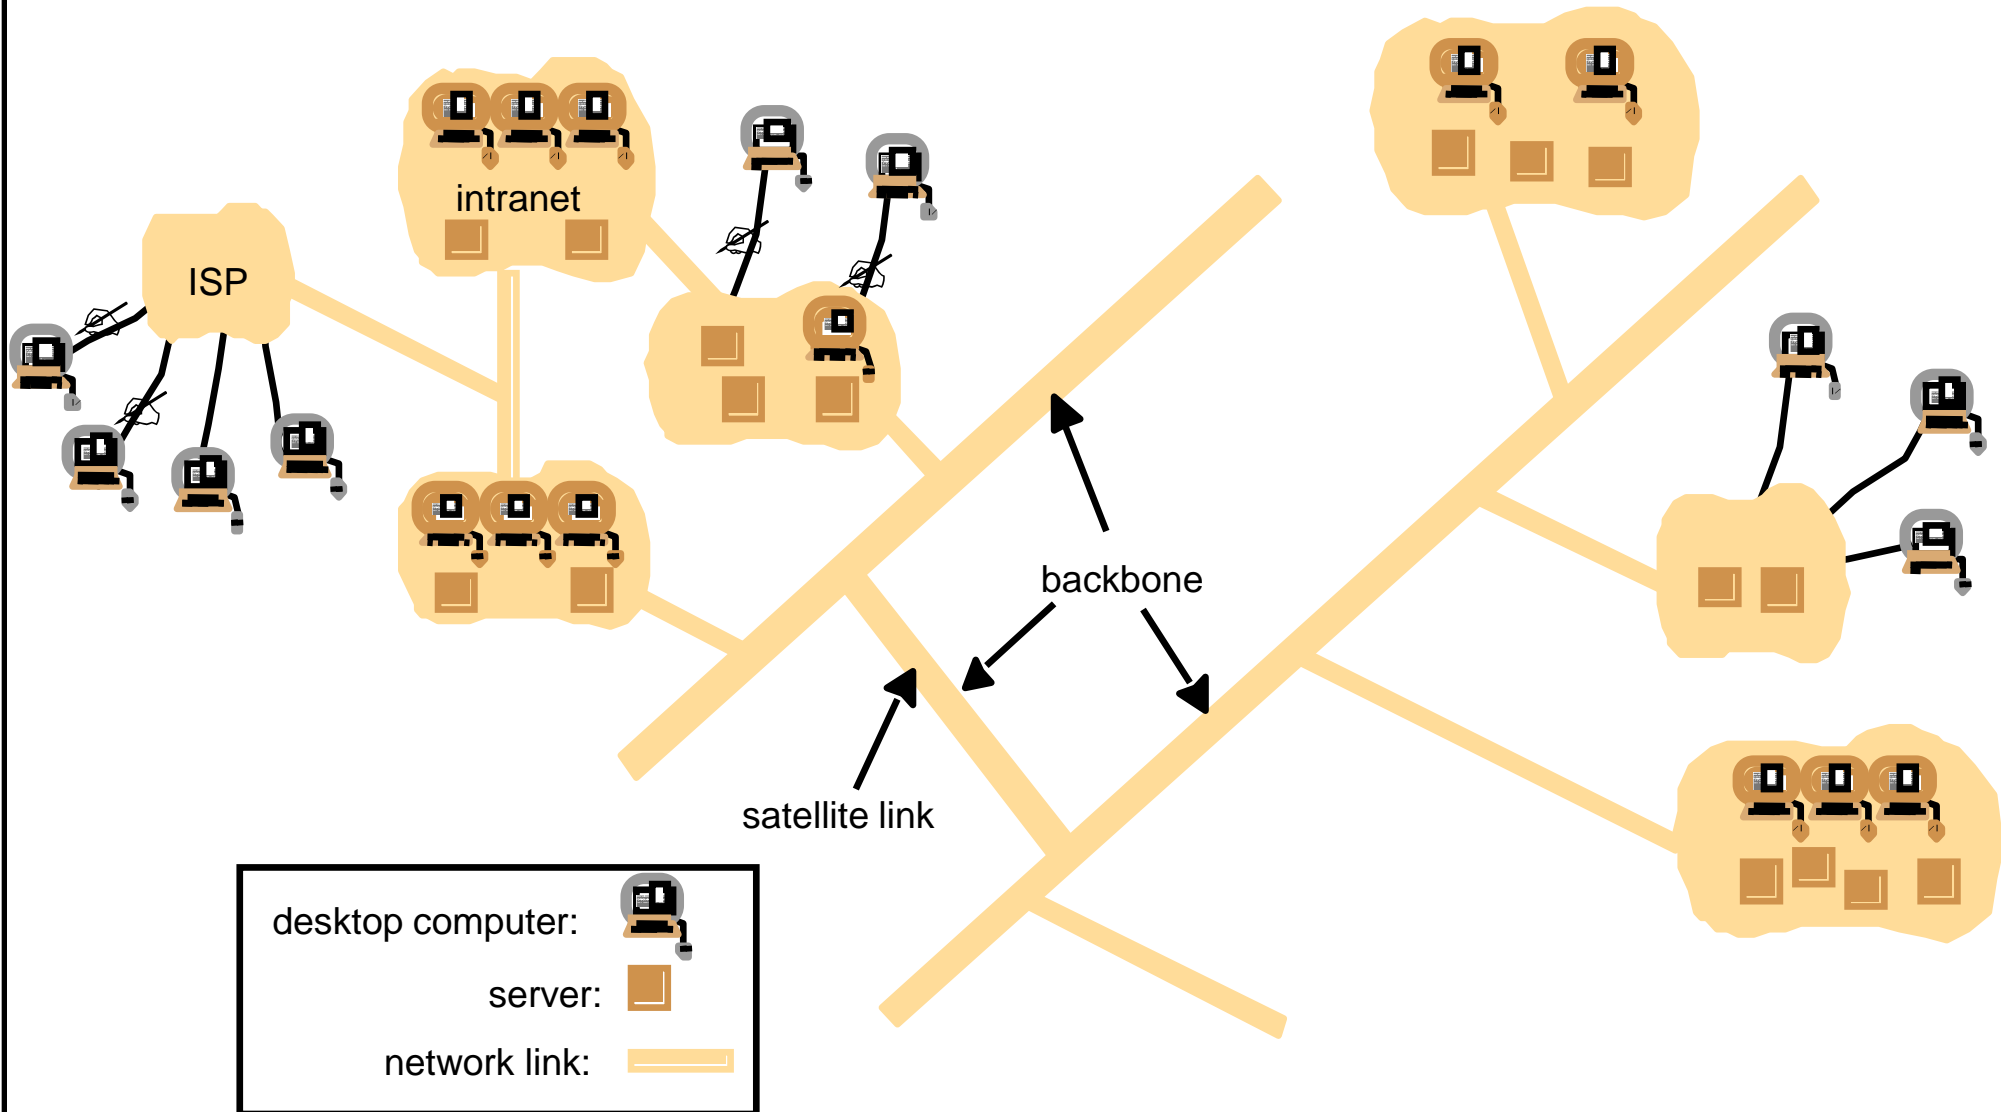 intranet
ISP
backbone
satellite link
desktop computer:
server:
network link: